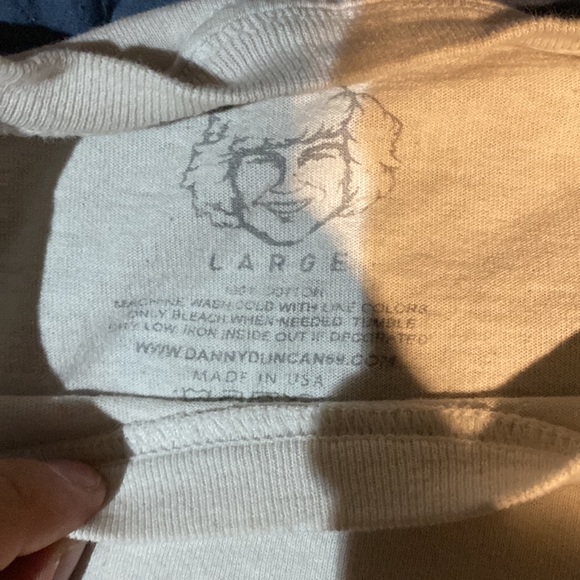 LARGE
100% COTTON
MACHINE WASH COLD WITH LIKE COLORS
ONLY BLEACH WHEN NEEDED TUMBLE
DRY LOW IRON INSIDE OUT IF DECORATED
WWW.DANNYDUNCAN69.COM
MADE IN USA